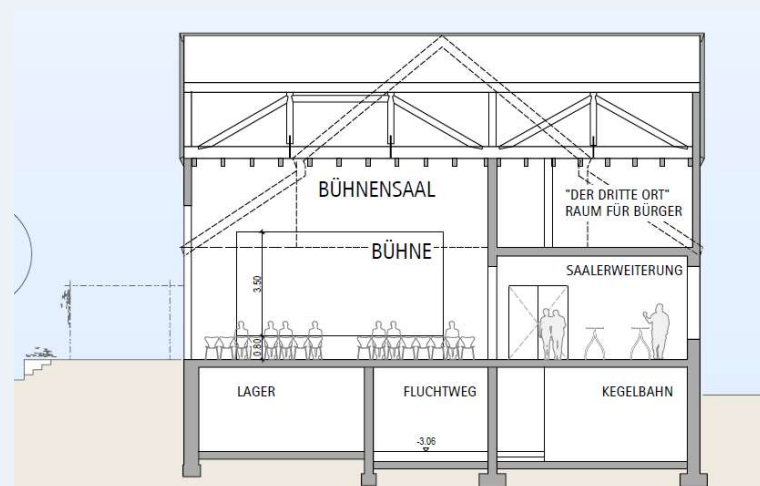 BÜHNENSAAL
"DER DRITTE ORT"
RAUM FÜR BÜRGER
BÜHNE
SAALERWEITERUNG
3.50
0.80
LAGER
FLUCHTWEG
KEGELBAHN
-3.06